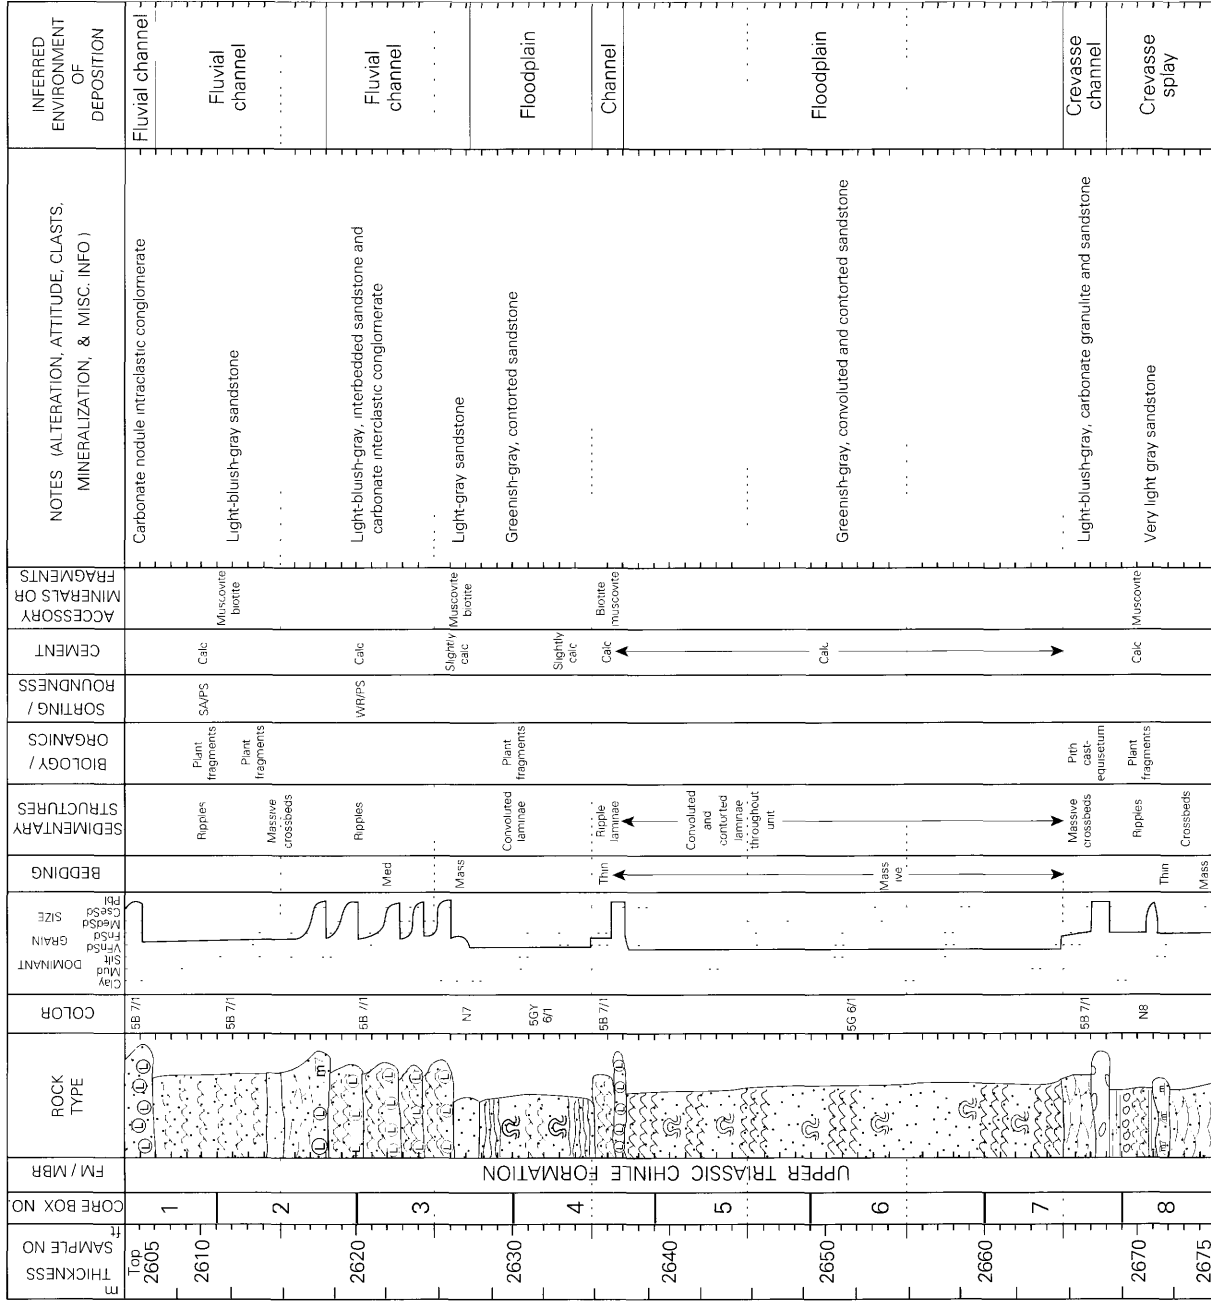 THICKNESS
m
SAMPLE NO
ft
CORE BOX NO
FM / MBR
ROCK
TYPE
COLOR
DOMINANT
GRAIN
SIZE
Clay
Mud
Silt
VFnSd
FnSd
MedSd
CseSd
Pbl
BEDDING
SEDIMENTARY
STRUCTURES
BIOLOGY /
ORGANICS
SORTING /
ROUNDNESS
CEMENT
ACCESSORY
MINERALS OR
FRAGMENTS
NOTES (ALTERATION, ATTITUDE, CLASTS,
MINERALIZATION, & MISC. INFO )
INFERRED
ENVIRONMENT
OF
DEPOSITION
Top
2605
2610
2620
2630
2640
2650
2660
2670
2675
1
2
3
4
5
6
7
8
UPPER TRIASSIC CHINLE FORMATION
L L L L
L L L m
L L
L L L
L L
L L
L L
L L L L L
m m
5B 7/1
5B 7/1
5B 7/1
N7
5GY
6/1
5B 7/1
5G 6/1
5B 7/1
N8
Med
Mass
Thin
Mass
ive
Thin
Mass
Ripples
Massive
crossbeds
Ripples
Convoluted
laminae
Ripple
laminae
Convoluted
and
contorted
laminae
throughout
unit
Massive
crossbeds
Ripples
Crossbeds
Plant
fragments
Plant
fragments
Plant
fragments
Pith
cast-
equisetum
Plant
fragments
SA/PS
WR/PS
Calc
Calc
Slightly
calc
Slightly
calc
Calc
Calc
Calc
Muscovite
biotite
Muscovite
biotite
Biotite
muscovite
Muscovite
Carbonate nodule intraclastic conglomerate
Light-bluish-gray sandstone
Light-bluish-gray, interbedded sandstone and
carbonate interclastic conglomerate
Light-gray sandstone
Greenish-gray, contorted sandstone
Greenish-gray, convoluted and contorted sandstone
Light-bluish-gray, carbonate granulite and sandstone
Very light gray sandstone
Fluvial channel
Fluvial
channel
Fluvial
channel
Floodplain
Channel
Floodplain
Crevasse
channel
Crevasse
splay